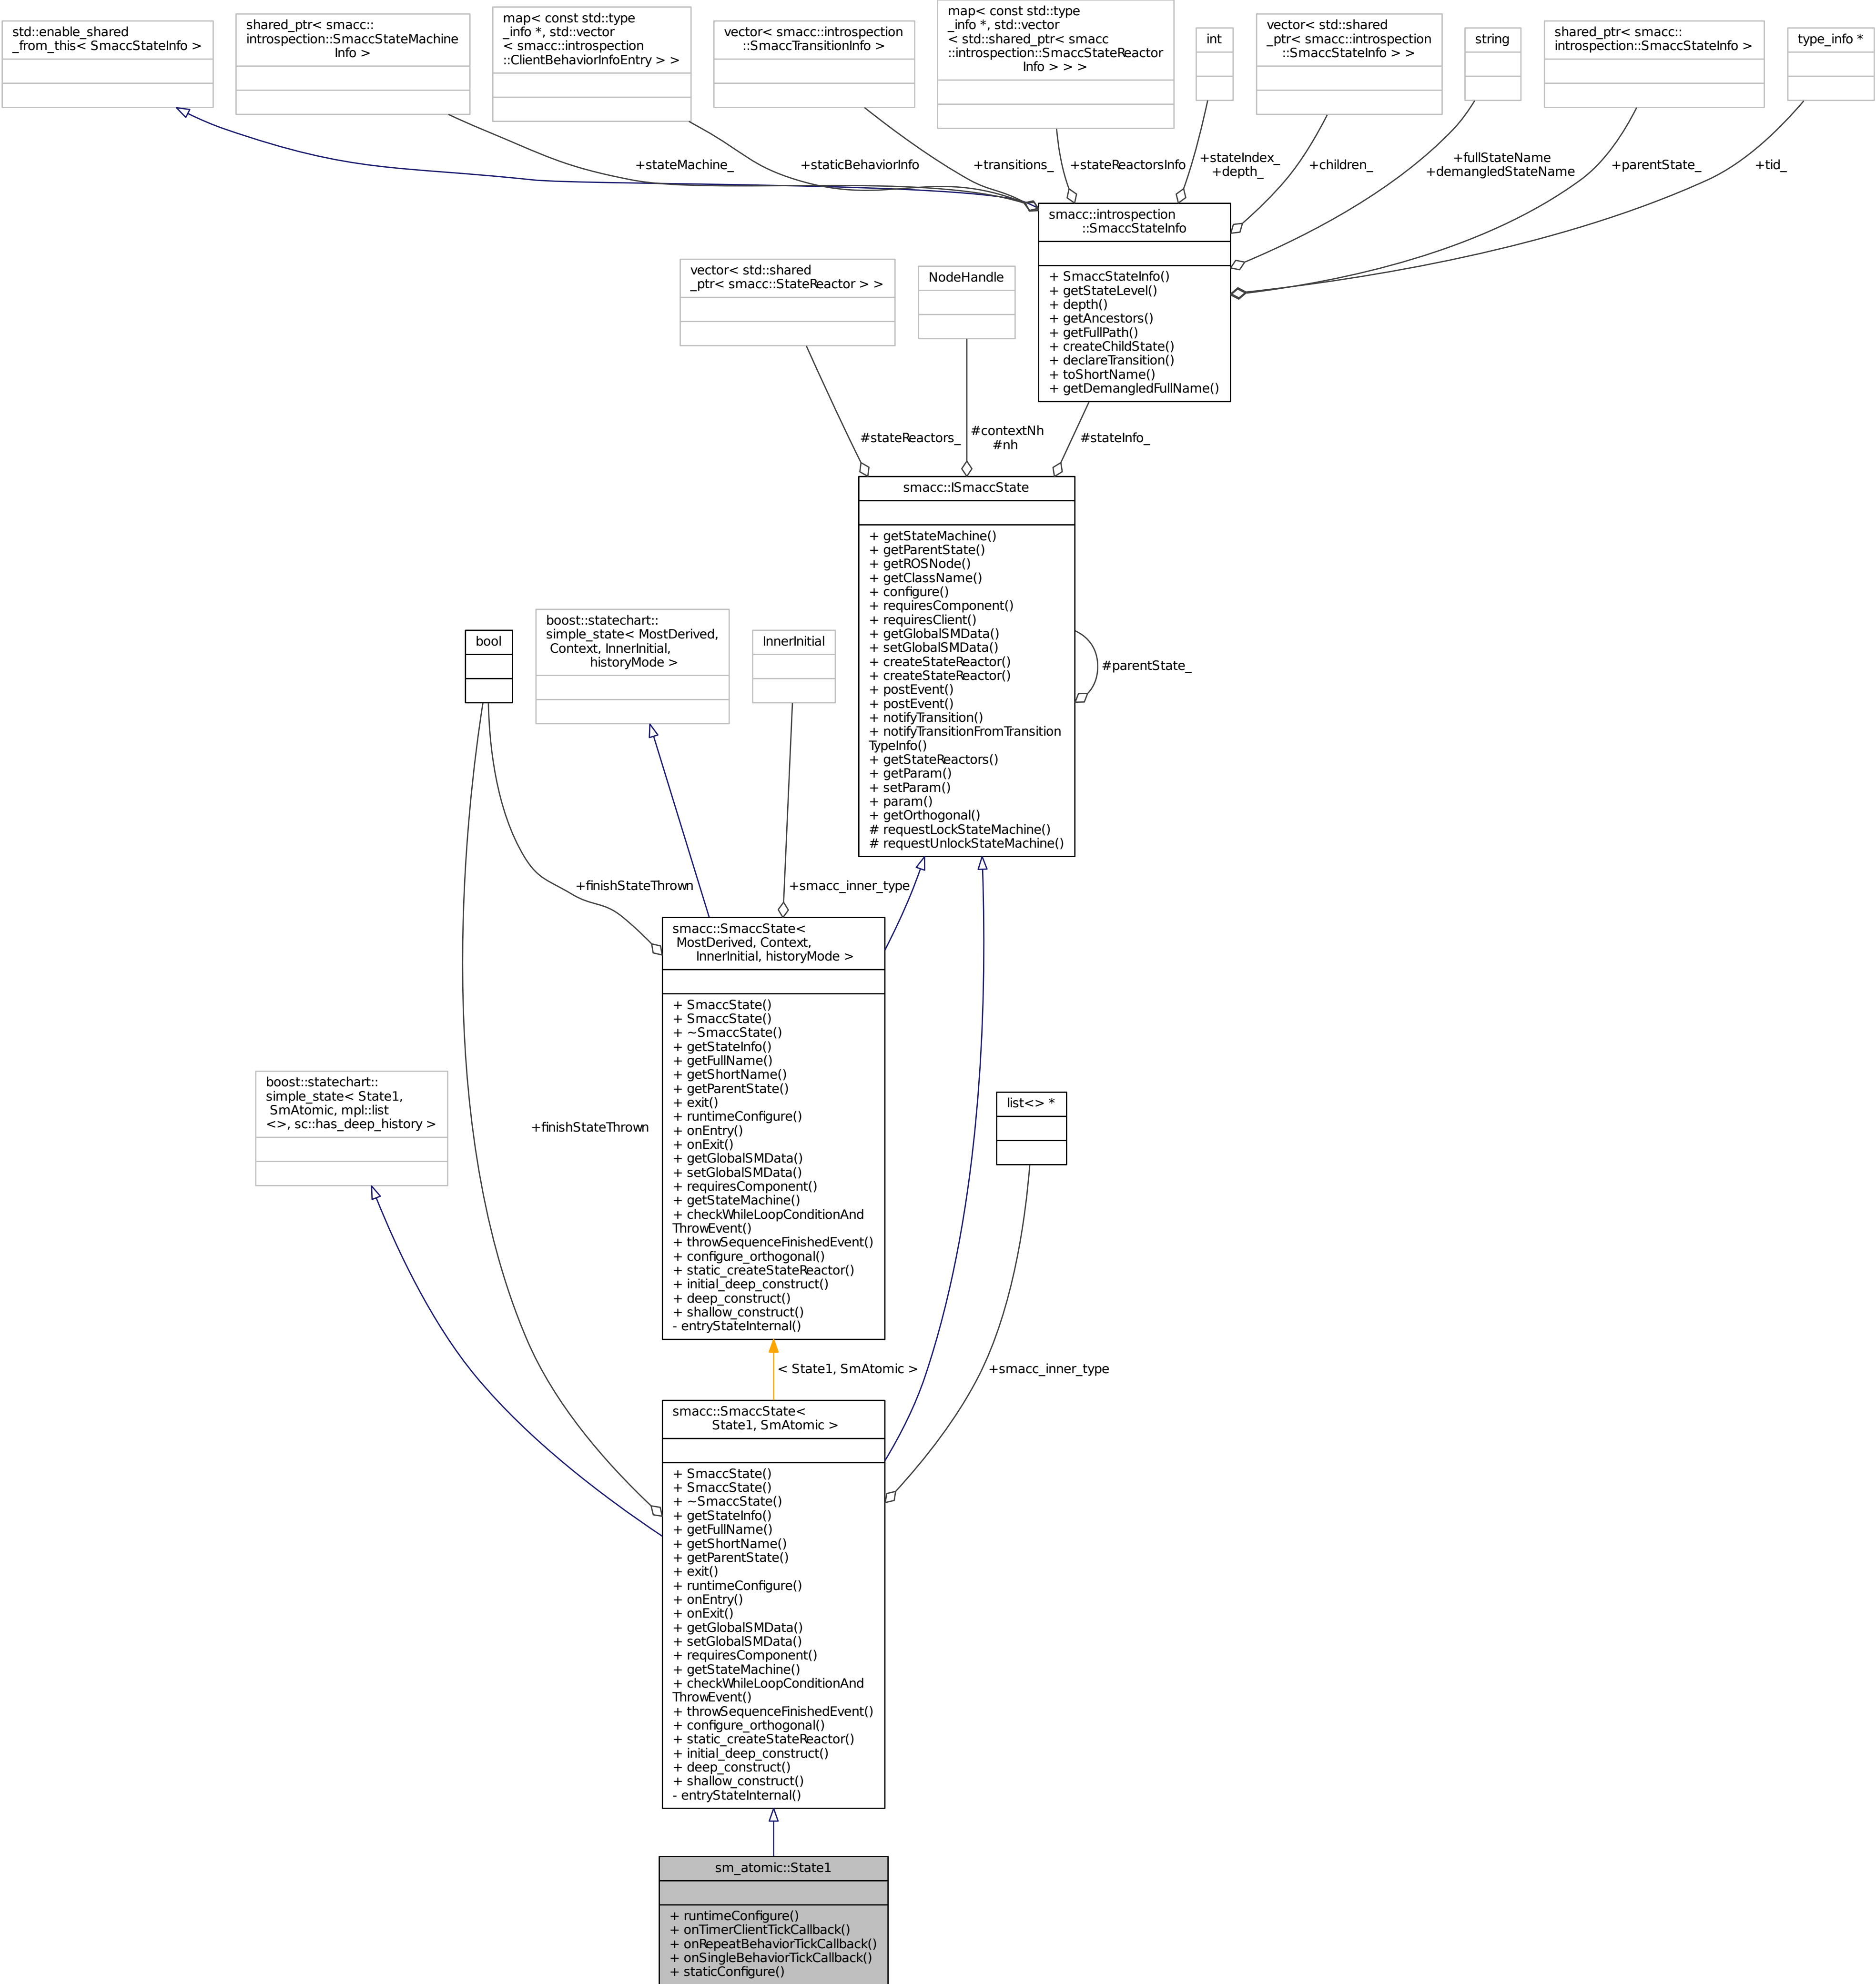 std::enable_shared
_from_this< SmaccStateInfo >
shared_ptr< smacc::
introspection::SmaccStateMachine
Info >
map< const std::type
_info *, std::vector
< smacc::introspection
::ClientBehaviorInfoEntry > >
vector< smacc::introspection
::SmaccTransitionInfo >
map< const std::type
_info *, std::vector
< std::shared_ptr< smacc
::introspection::SmaccStateReactor
Info > > >
int
vector< std::shared
_ptr< smacc::introspection
::SmaccStateInfo > >
string
shared_ptr< smacc::
introspection::SmaccStateInfo >
type_info *
+stateMachine_
+staticBehaviorInfo
+transitions_
+stateReactorsInfo
+stateIndex_
+depth_
+children_
+fullStateName
+demangledStateName
+parentState_
+tid_
smacc::introspection
::SmaccStateInfo
+ SmaccStateInfo()
+ getStateLevel()
+ depth()
+ getAncestors()
+ getFullPath()
+ createChildState()
+ declareTransition()
+ toShortName()
+ getDemangledFullName()
vector< std::shared
_ptr< smacc::StateReactor > >
NodeHandle
#stateReactors_
#contextNh
#nh
#stateInfo_
smacc::ISmaccState
+ getStateMachine()
+ getParentState()
+ getROSNode()
+ getClassName()
+ configure()
+ requiresComponent()
+ requiresClient()
+ getGlobalSMData()
+ setGlobalSMData()
+ createStateReactor()
+ createStateReactor()
+ postEvent()
+ postEvent()
+ notifyTransition()
+ notifyTransitionFromTransition
TypeInfo()
+ getStateReactors()
+ getParam()
+ setParam()
+ param()
+ getOrthogonal()
# requestLockStateMachine()
# requestUnlockStateMachine()
#parentState_
bool
boost::statechart::
simple_state< MostDerived,
Context, InnerInitial,
historyMode >
InnerInitial
+finishStateThrown
+smacc_inner_type
smacc::SmaccState<
MostDerived, Context,
InnerInitial, historyMode >
+ SmaccState()
+ SmaccState()
+ ~SmaccState()
+ getStateInfo()
+ getFullName()
+ getShortName()
+ getParentState()
+ exit()
+ runtimeConfigure()
+ onEntry()
+ onExit()
+ getGlobalSMData()
+ setGlobalSMData()
+ requiresComponent()
+ getStateMachine()
+ checkWhileLoopConditionAnd
ThrowEvent()
+ throwSequenceFinishedEvent()
+ configure_orthogonal()
+ static_createStateReactor()
+ initial_deep_construct()
+ deep_construct()
+ shallow_construct()
- entryStateInternal()
boost::statechart::
simple_state< State1,
SmAtomic, mpl::list
<>, sc::has_deep_history >
+finishStateThrown
list<> *
< State1, SmAtomic >
+smacc_inner_type
smacc::SmaccState<
State1, SmAtomic >
+ SmaccState()
+ SmaccState()
+ ~SmaccState()
+ getStateInfo()
+ getFullName()
+ getShortName()
+ getParentState()
+ exit()
+ runtimeConfigure()
+ onEntry()
+ onExit()
+ getGlobalSMData()
+ setGlobalSMData()
+ requiresComponent()
+ getStateMachine()
+ checkWhileLoopConditionAnd
ThrowEvent()
+ throwSequenceFinishedEvent()
+ configure_orthogonal()
+ static_createStateReactor()
+ initial_deep_construct()
+ deep_construct()
+ shallow_construct()
- entryStateInternal()
sm_atomic::State1
+ runtimeConfigure()
+ onTimerClientTickCallback()
+ onRepeatBehaviorTickCallback()
+ onSingleBehaviorTickCallback()
+ staticConfigure()